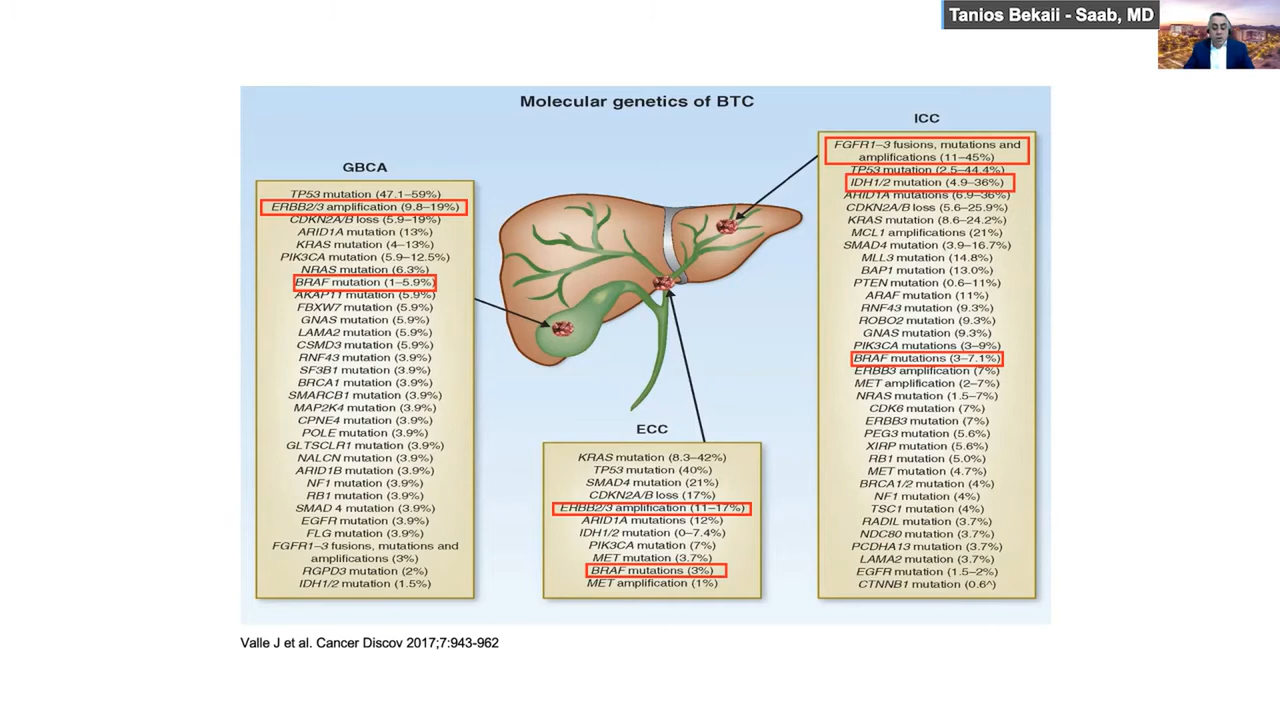 Tanios Bekaii - Saab, MD
Molecular genetics of BTC
GBCA
TP53 mutation (47.1–59%)
ERBB2/3 amplification (9.8–19%)
CDKN2A/B loss (5.9–19%)
ARID1A mutation (13%)
KRAS mutation (4–13%)
PIK3CA mutation (5.9–12.5%)
NRAS mutation (6.3%)
BRAF mutation (1–5.9%)
AKAP11 mutation (5.9%)
FBXW7 mutation (5.9%)
GNAS mutation (5.9%)
LAMA2 mutation (5.9%)
CSMD3 mutation (5.9%)
RNF43 mutation (3.9%)
SF3B1 mutation (3.9%)
BRCA1 mutation (3.9%)
SMARCB1 mutation (3.9%)
MAP2K4 mutation (3.9%)
CPNE4 mutation (3.9%)
POLE mutation (3.9%)
GLTSCLR1 mutation (3.9%)
NALCN mutation (3.9%)
ARID1B mutation (3.9%)
NF1 mutation (3.9%)
RB1 mutation (3.9%)
SMAD 4 mutation (3.9%)
EGFR mutation (3.9%)
FLG mutation (3.9%)
FGFR1–3 fusions, mutations and
amplifications (3%)
RGPD3 mutation (2%)
IDH1/2 mutation (1.5%)
ECC
KRAS mutation (8.3–42%)
TP53 mutation (40%)
SMAD4 mutation (21%)
CDKN2A/B loss (17%)
ERBB2/3 amplification (11–17%)
ARID1A mutations (12%)
IDH1/2 mutation (0–7.4%)
PIK3CA mutation (7%)
MET mutation (3.7%)
BRAF mutations (3%)
MET amplification (1%)
ICC
FGFR1–3 fusions, mutations and
amplifications (11–45%)
TP53 mutation (2.5–44.4%)
IDH1/2 mutation (4.9–36%)
ARID1A mutations (6.9–36%)
CDKN2A/B loss (5.6–25.9%)
KRAS mutation (8.6–24.2%)
MCL1 amplifications (21%)
SMAD4 mutation (3.9–16.7%)
MLL3 mutation (14.8%)
BAP1 mutation (13.0%)
PTEN mutation (0.6–11%)
ARAF mutation (11%)
RNF43 mutation (9.3%)
ROBO2 mutation (9.3%)
GNAS mutation (9.3%)
PIK3CA mutations (3–9%)
BRAF mutations (3–7.1%)
ERBB3 amplification (7%)
MET amplification (2–7%)
NRAS mutation (1.5–7%)
CDK6 mutation (7%)
ERBB3 mutation (7%)
PEG3 mutation (5.6%)
XIRP mutation (5.6%)
RB1 mutation (5.0%)
MET mutation (4.7%)
BRCA1/2 mutation (4%)
NF1 mutation (4%)
TSC1 mutation (4%)
RADIL mutation (3.7%)
NDC80 mutation (3.7%)
PCDHA13 mutation (3.7%)
LAMA2 mutation (3.7%)
EGFR mutation (1.5–2%)
CTNNB1 mutation (0.6^)
Valle J et al. Cancer Discov 2017;7:943-962